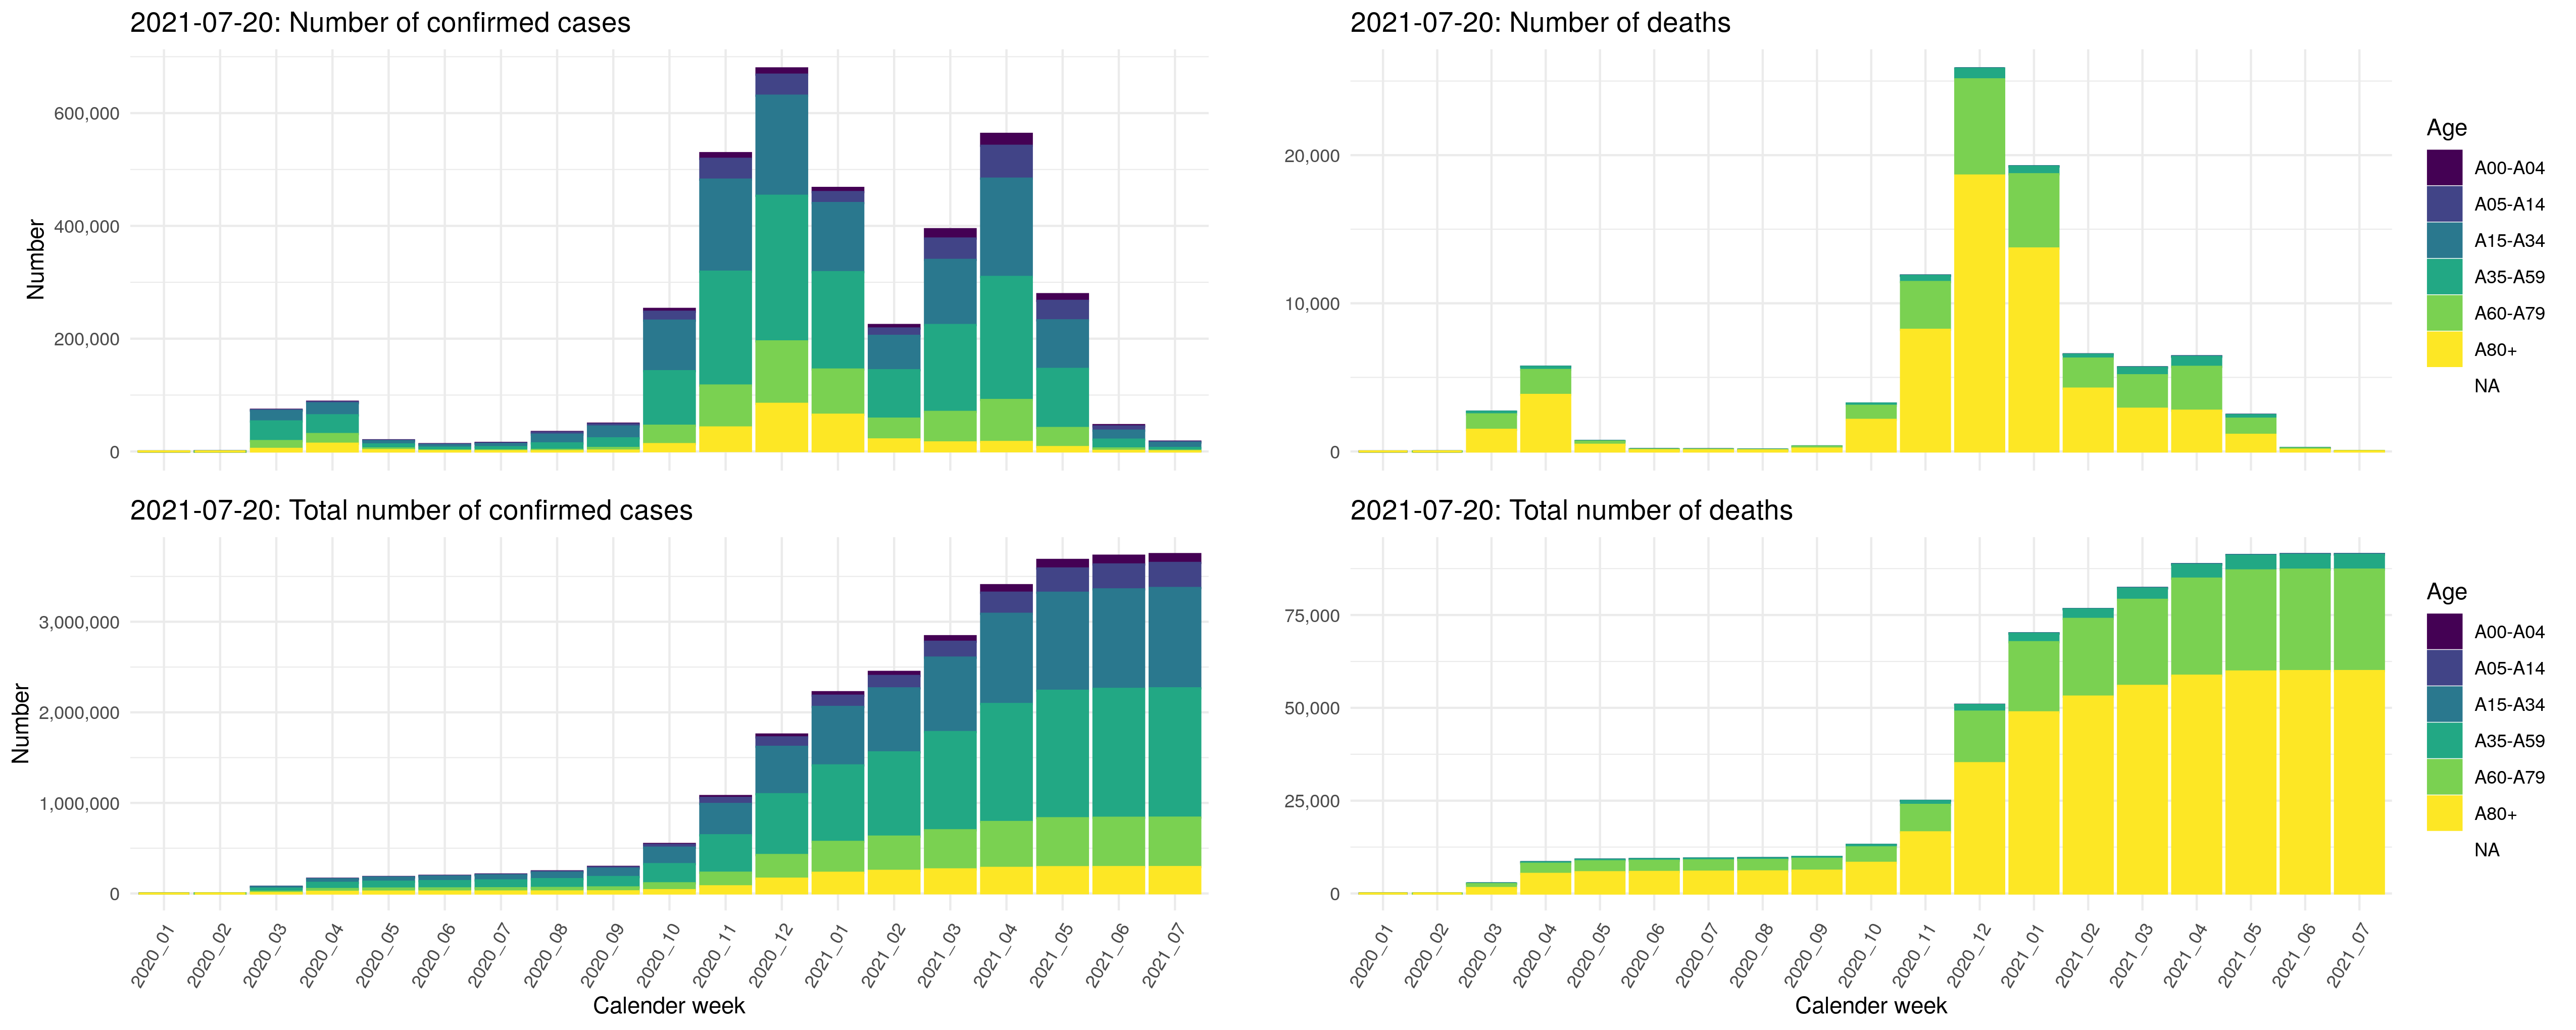 2021-07-20: Number of confirmed cases
Number
600,000
400,000
200,000
0
2021-07-20: Number of deaths
20,000
10,000
0
Age
A00-A04
A05-A14
A15-A34
A35-A59
A60-A79
A80+
NA
2021-07-20: Total number of confirmed cases
Number
3,000,000
2,000,000
1,000,000
0
2020_01
2020_02
2020_03
2020_04
2020_05
2020_06
2020_07
2020_08
2020_09
2020_10
2020_11
2020_12
2021_01
2021_02
2021_03
2021_04
2021_05
2021_06
2021_07
Calender week
2021-07-20: Total number of deaths
75,000
50,000
25,000
0
2020_01
2020_02
2020_03
2020_04
2020_05
2020_06
2020_07
2020_08
2020_09
2020_10
2020_11
2020_12
2021_01
2021_02
2021_03
2021_04
2021_05
2021_06
2021_07
Calender week
Age
A00-A04
A05-A14
A15-A34
A35-A59
A60-A79
A80+
NA